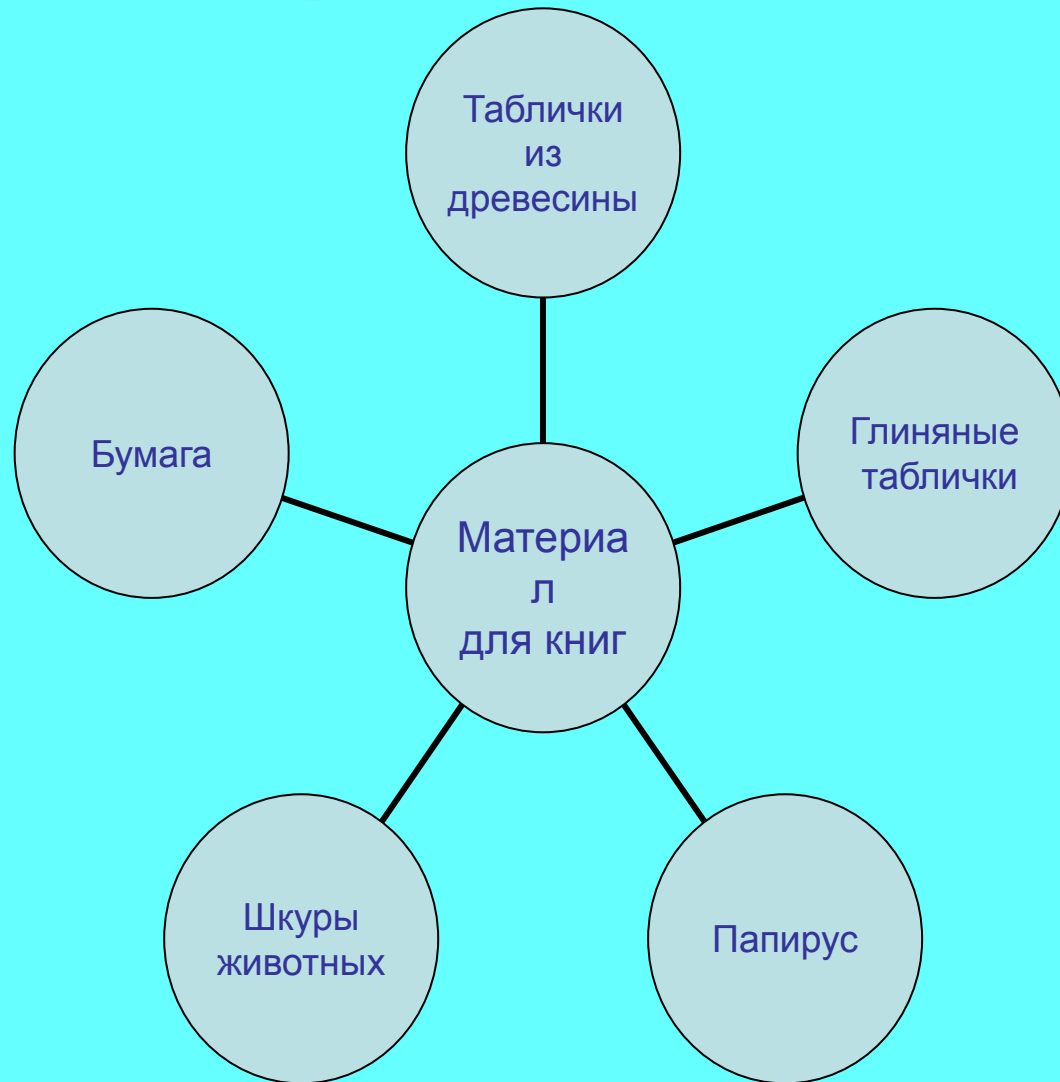 Таблички
из
древесины
Бумага
Глиняные
таблички
Материа
л
для книг
Шкуры
животных
Папирус